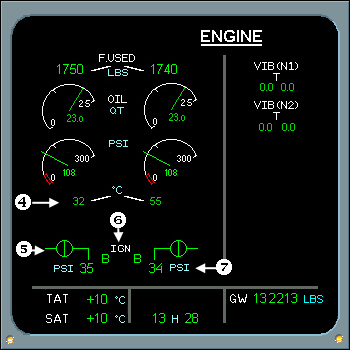 ENGINE
F.USED
1750 LBS 1740
VIB(N1)
T
0.0 0.0
VIB(N2)
T
0.0 0.0
OIL
QT
25 23.0 0
25 23.0 0
PSI
300 108 0
300 108 0
°C
4 32 55
6
IGN
5 7
B B
PSI 35 34 PSI
TAT +10 °C
SAT +10 °C
13 H 28
GW 132213 LBS